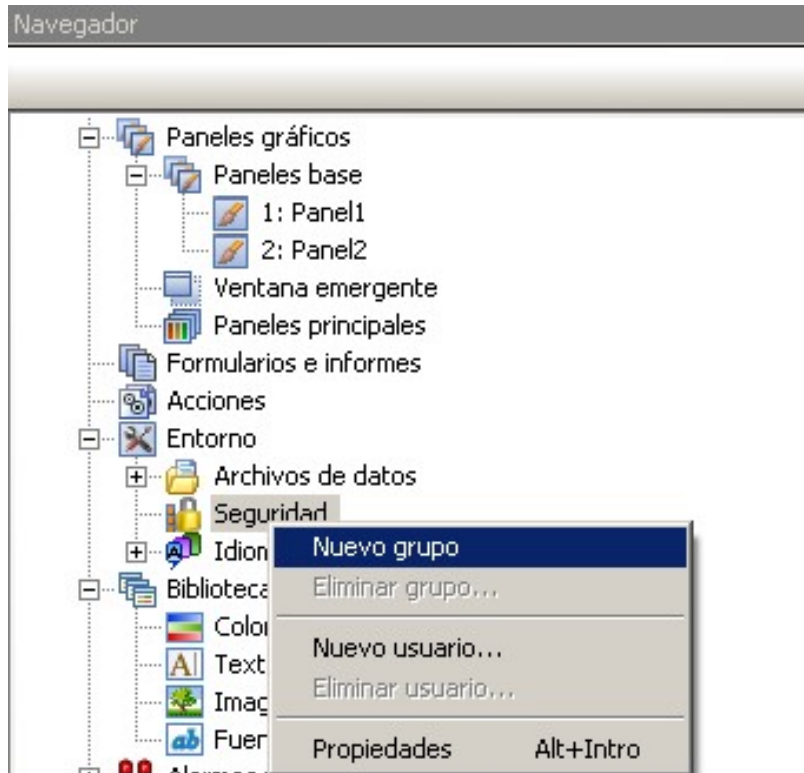 Navegador
Paneles gráficos
Paneles base
1: Panel1
2: Panel2
Ventana emergente
Paneles principales
Formularios e informes
Acciones
Entorno
Archivos de datos
Seguridad
Nuevo grupo
Eliminar grupo...
Biblioteca
Nuevo usuario...
Eliminar usuario...
Propiedades Alt+Intro